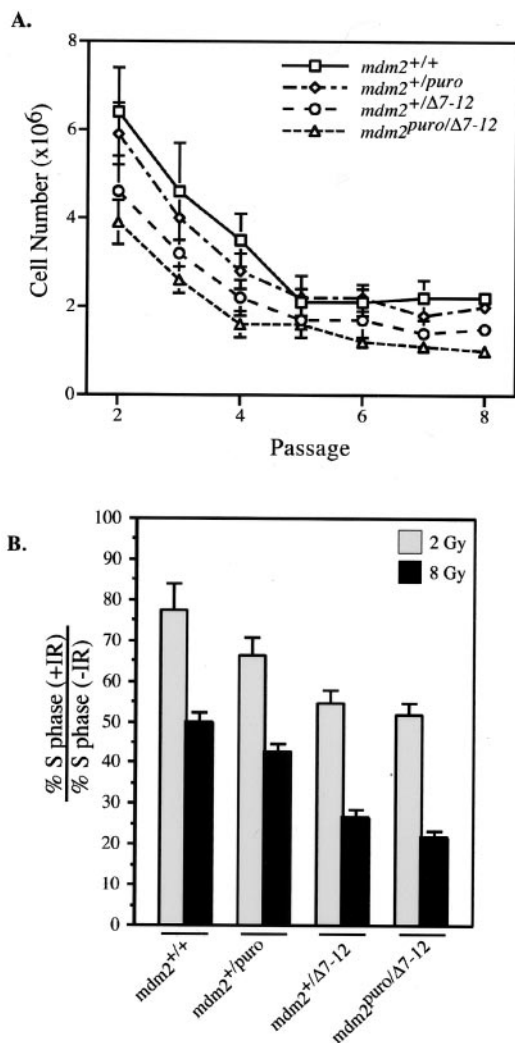 A.
8
6
4
2
0
Cell Number (x10⁶)
mdm2+/+
mdm2+/puro
mdm2+/Δ7-12
mdm2puro/Δ7-12
2
4
6
8
Passage
B.
100
90
80
70
60
50
40
30
20
10
0
% S phase (+IR)
% S phase (-IR)
2 Gy
8 Gy
mdm2+/+
mdm2+/puro
mdm2+/Δ7-12
mdm2puro/Δ7-12